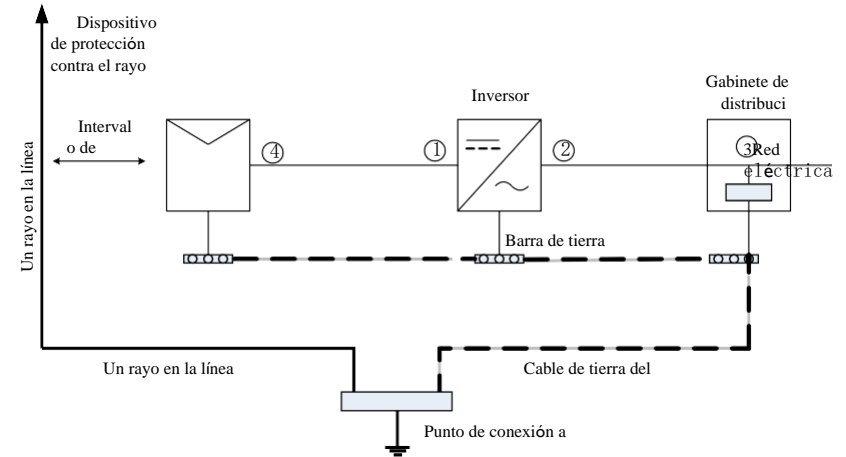 Dispositivo
de protección
contra el rayo
Gabinete de
distribuci
Inversor
Interval
o de
Un rayo en la línea
④
①
②
3Red
eléctrica
Barra de tierra
Un rayo en la línea
Cable de tierra del
Punto de conexión a